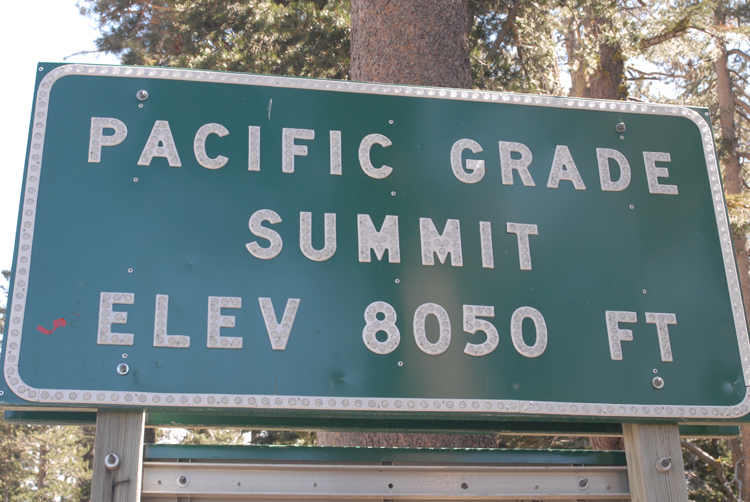 PACIFIC GRADE
SUMMIT
ELEV 8050 FT